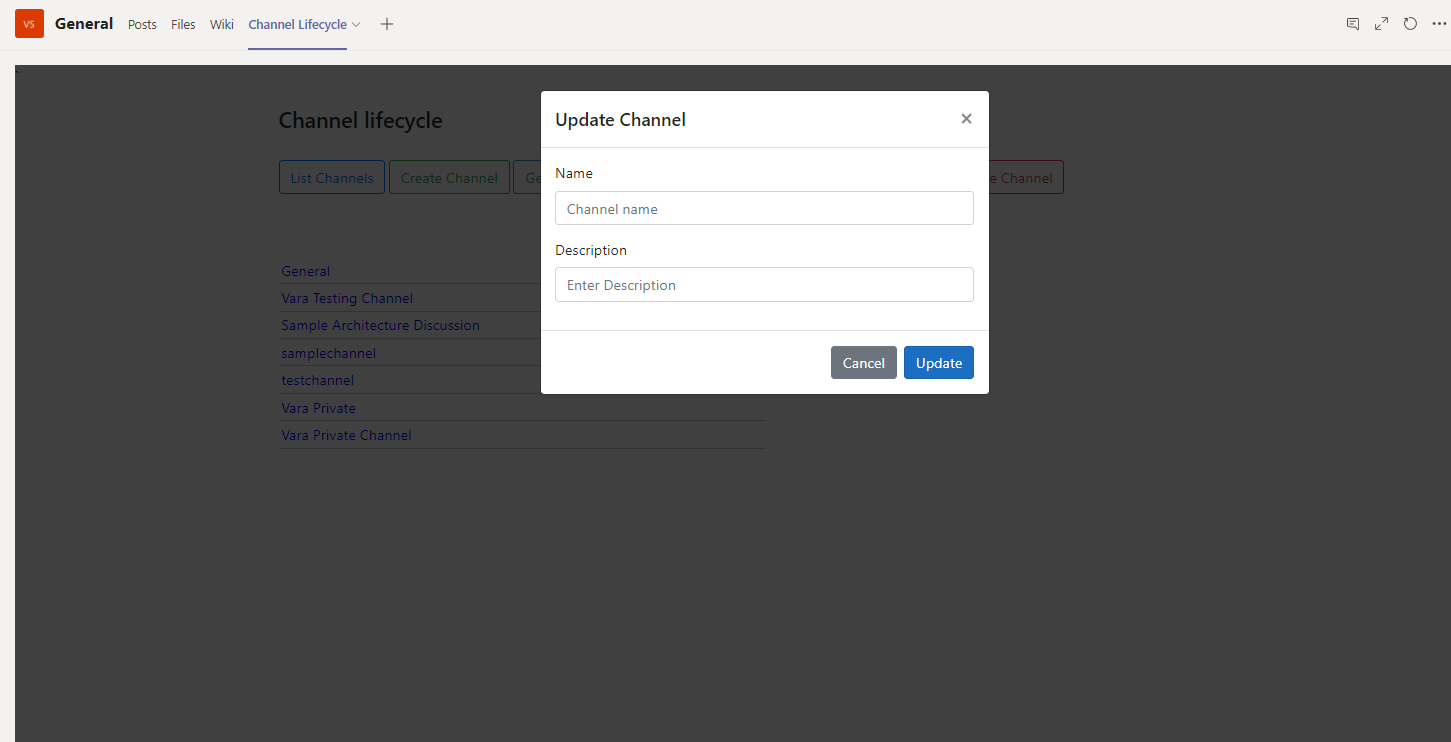 VS General Posts Files Wiki Channel Lifecycle
Channel lifecycle
List Channels Create Channel Ge e Channel
General
Vara Testing Channel
Sample Architecture Discussion
samplechannel
testchannel
Vara Private
Vara Private Channel
Update Channel
Name
Channel name
Description
Enter Description
Cancel Update